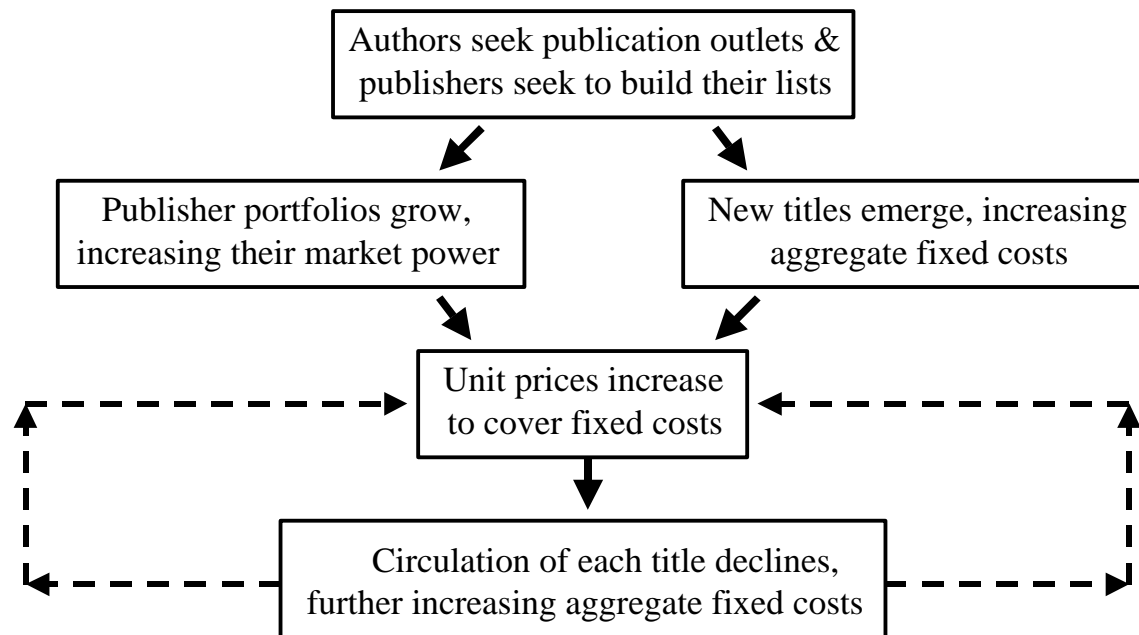 Authors seek publication outlets &
publishers seek to build their lists
Publisher portfolios grow,
increasing their market power
New titles emerge, increasing
aggregate fixed costs
Unit prices increase
to cover fixed costs
Circulation of each title declines,
further increasing aggregate fixed costs